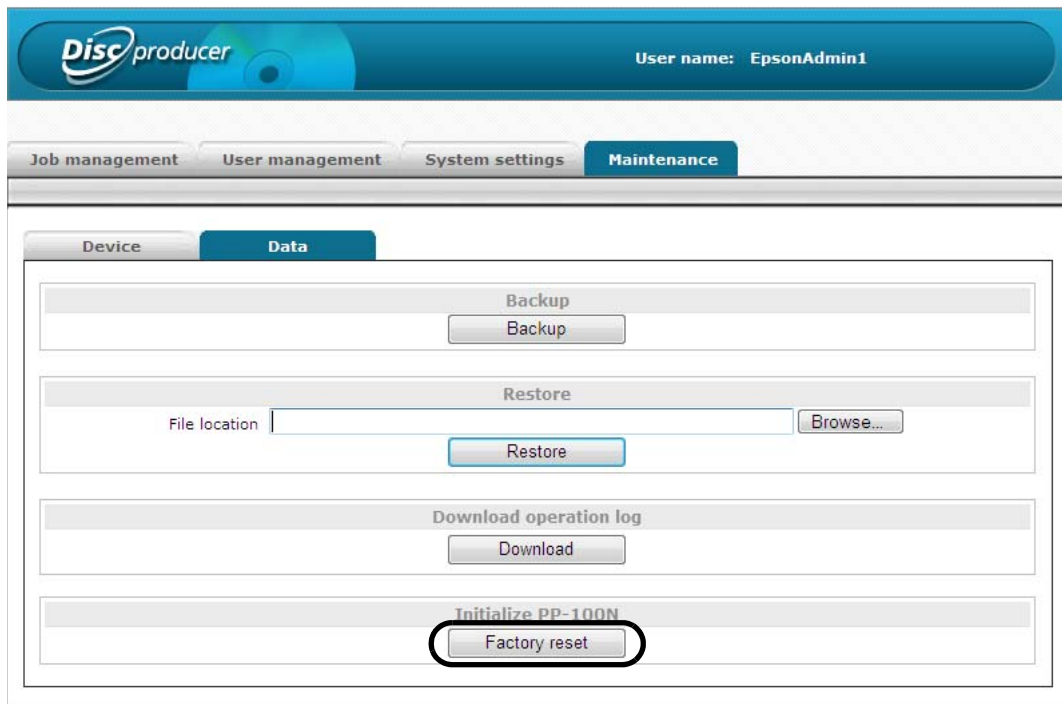 Disc producer
User name: EpsonAdmin1
Job management User management System settings Maintenance
Device Data
Backup
Backup
Restore
File location Browse...
Restore
Download operation log
Download
Initialize PP-100N
Factory reset